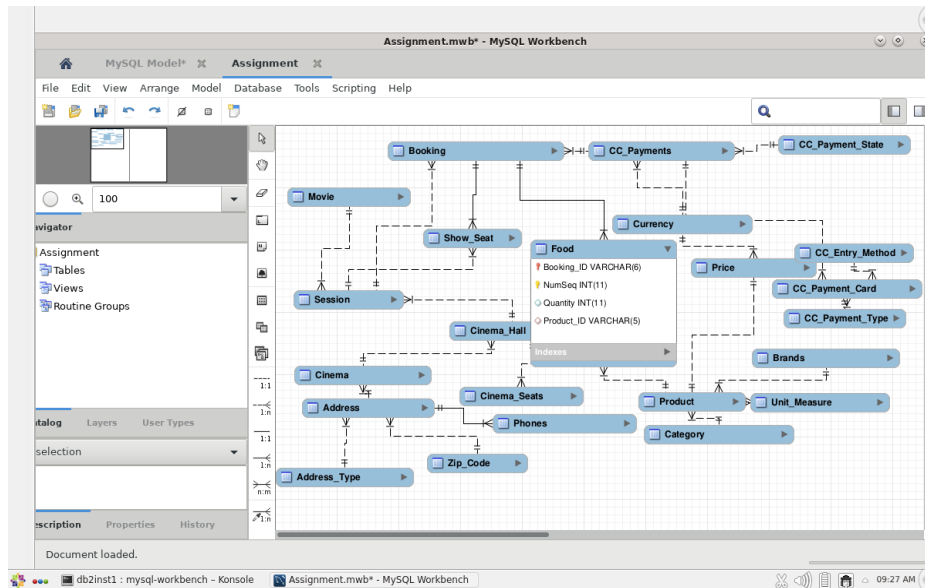 Assignment.mwb* - MySQL Workbench
MySQL Model*
Assignment
File Edit View Arrange Model Database Tools Scripting Help
100
avigator
Assignment
Tables
Views
Routine Groups
atalog Layers User Types
selection
escription Properties History
1:1
1:n
1:1
1:n
n:m
1:n
Booking
CC_Payments
CC_Payment_State
Movie
Currency
Show_Seat
Food
Booking_ID VARCHAR(6)
NumSeq INT(11)
Quantity INT(11)
Product_ID VARCHAR(5)
Indexes
CC_Entry_Method
Price
CC_Payment_Card
Session
CC_Payment_Type
Cinema_Hall
Brands
Cinema
Cinema_Seats
Address
Product
Unit_Measure
Phones
Category
Zip_Code
Address_Type
Document loaded.
db2inst1 : mysql-workbench – Konsole
Assignment.mwb* - MySQL Workbench
09:27 AM